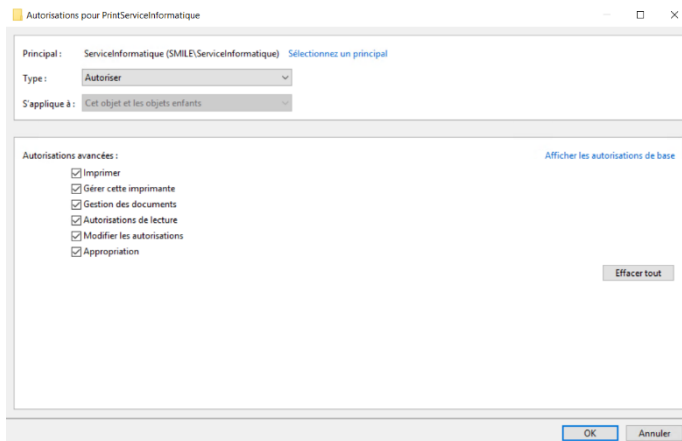 Autorisations pour PrintServiceInformatique
Principal : ServiceInformatique (SMILE\ServiceInformatique) Sélectionnez un principal
Type : Autoriser
S'applique à : Cet objet et les objets enfants
Autorisations avancées : Afficher les autorisations de base
Imprimer
Gérer cette imprimante
Gestion des documents
Autorisations de lecture
Modifier les autorisations
Appropriation
Effacer tout
OK Annuler